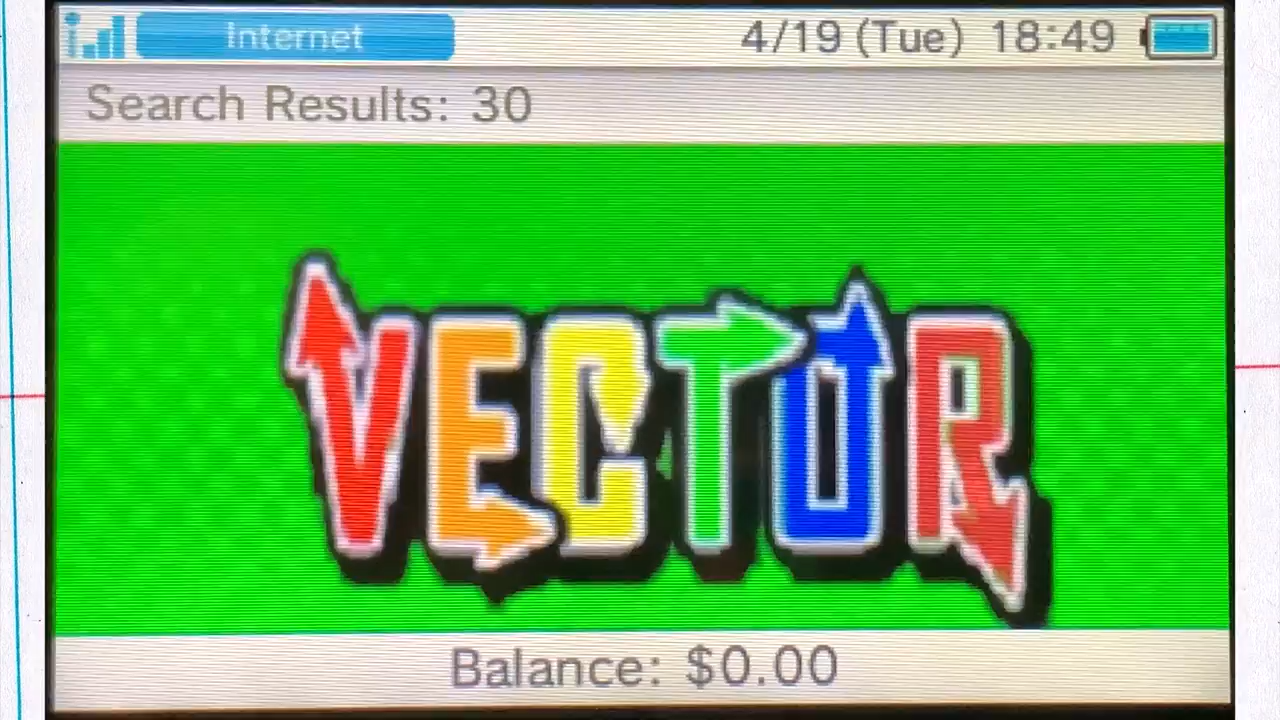 Internet 4/19 (Tue) 18:49
Search Results: 30
VECTOR
Balance: $0.00